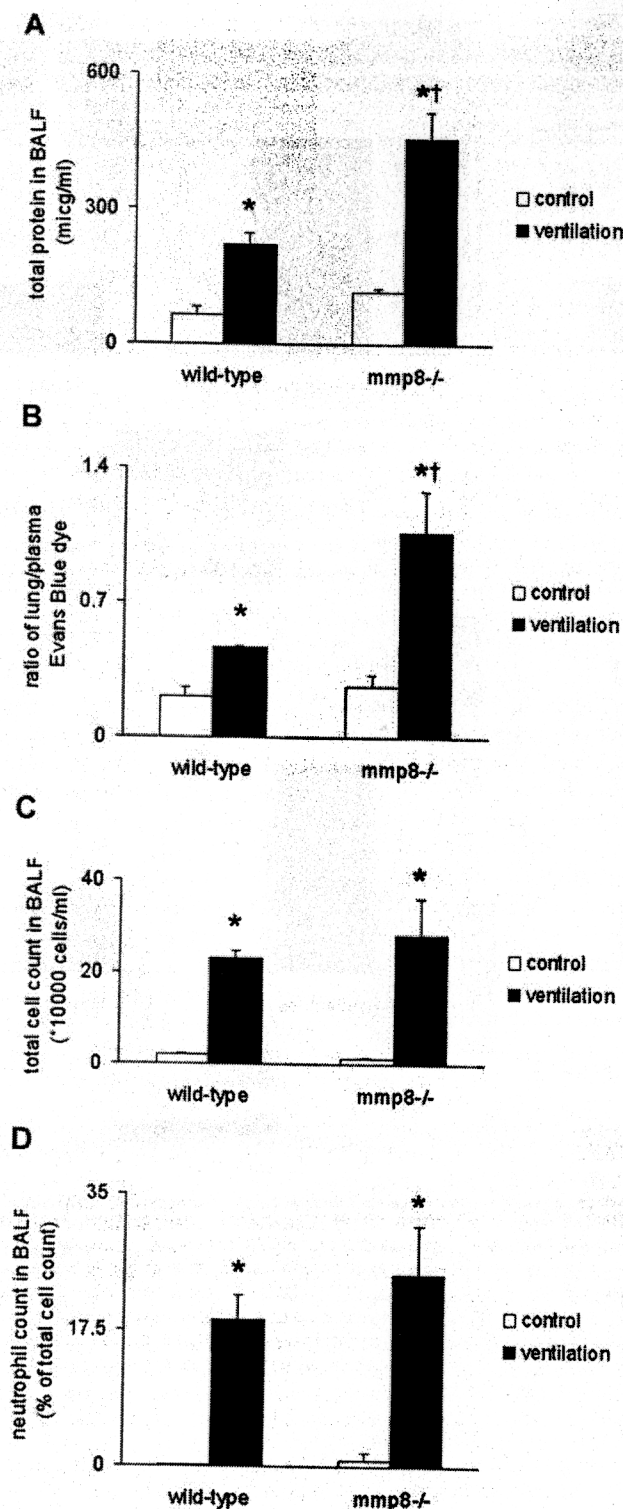 A
total protein in BALF
(micg/ml)
600
300
0
*
*†
control
ventilation
wild-type
mmp8-/-
B
ratio of lung/plasma
Evans Blue dye
1.4
0.7
0
*
*†
control
ventilation
wild-type
mmp8-/-
C
total cell count in BALF
(*10000 cells/ml)
40
20
0
*
*
control
ventilation
wild-type
mmp8-/-
D
neutrophil count in BALF
(% of total cell count)
35
17.5
0
*
*
control
ventilation
wild-type
mmp8-/-